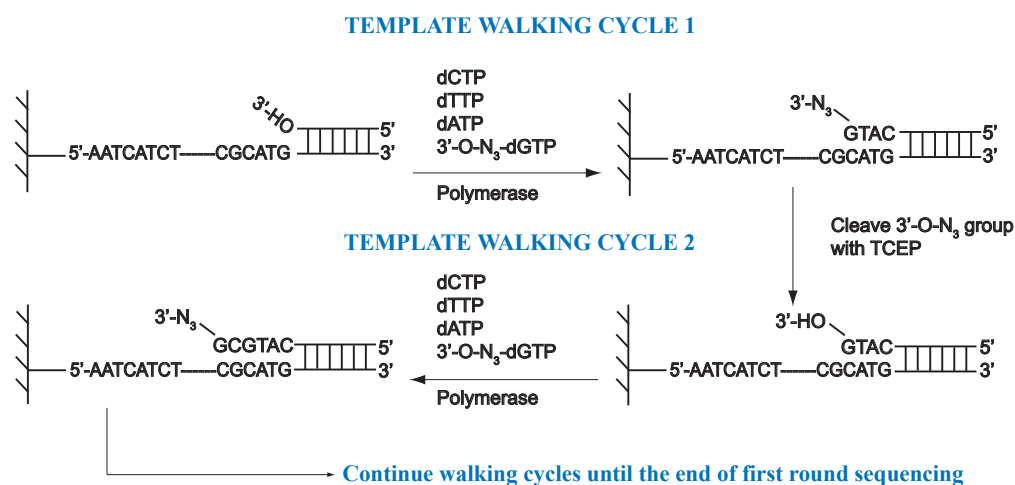 TEMPLATE WALKING CYCLE 1
3'-HO
5'
5'-AATCATCT-----CGCATG
3'
dCTP
dTTP
dATP
3'-O-N₃-dGTP
Polymerase
3'-N₃
GTAC
5'
5'-AATCATCT-----CGCATG
3'
Cleave 3'-O-N₃ group
with TCEP
TEMPLATE WALKING CYCLE 2
3'-HO
GTAC
5'
5'-AATCATCT-----CGCATG
3'
dCTP
dTTP
dATP
3'-O-N₃-dGTP
Polymerase
3'-N₃
GCGTAC
5'
5'-AATCATCT-----CGCATG
3'
Continue walking cycles until the end of first round sequencing